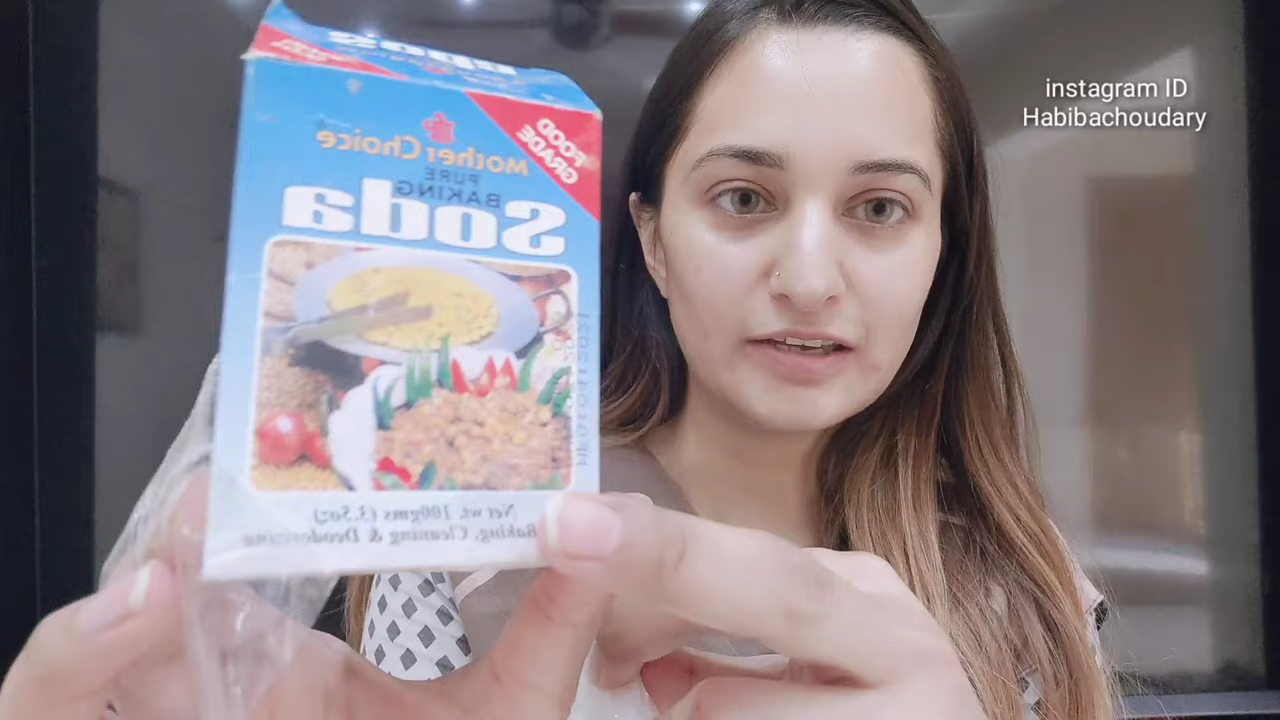 instagram ID
Habibachoudary
FOOD
GRADE
Mother Choice
PURE
BAKING
Soda
Net wt. 100gms (3.5oz)
Baking, Cleaning & Deodorizing